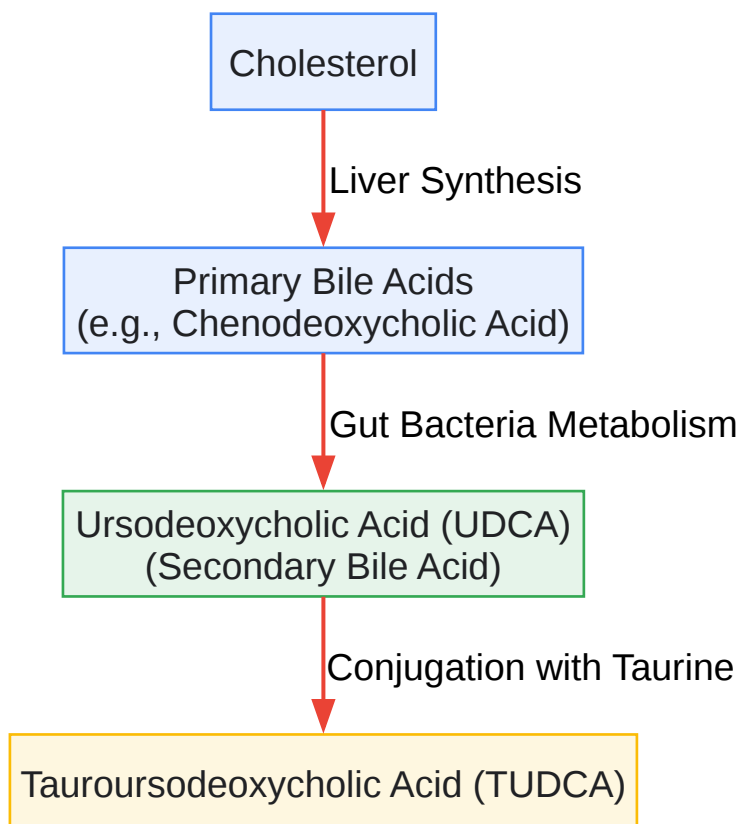 Cholesterol
Liver Synthesis
Primary Bile Acids
(e.g., Chenodeoxycholic Acid)
Gut Bacteria Metabolism
Ursodeoxycholic Acid (UDCA)
(Secondary Bile Acid)
Conjugation with Taurine
Tauroursodeoxycholic Acid (TUDCA)